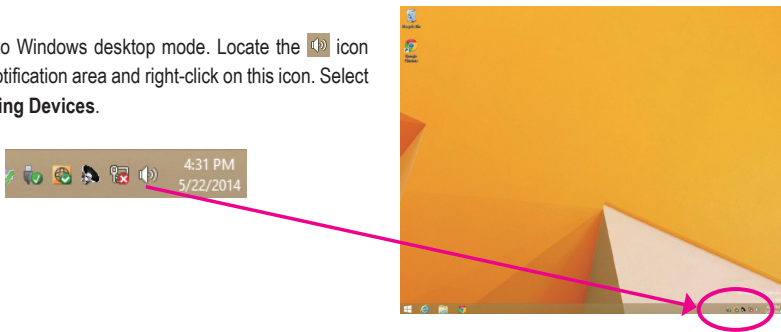 to Windows desktop mode. Locate the icon
otification area and right-click on this icon. Select
ing Devices.
4:31 PM
5/22/2014